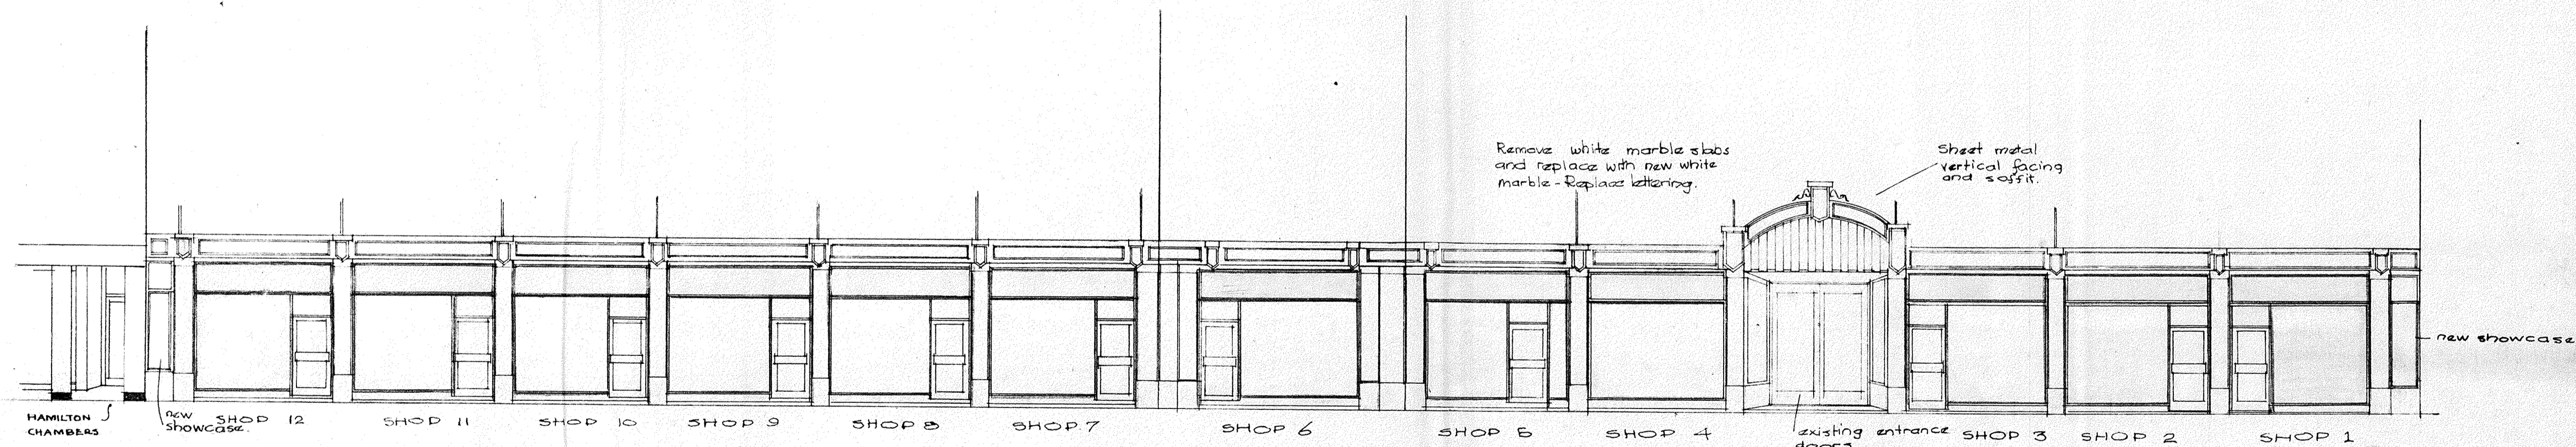 Remove white marble slabs
and replace with new white
marble - Replace lettering.
Sheet metal
vertical facing
and soffit.
new showcase
HAMILTON
CHAMBERS
new
showcase.
SHOP 12
SHOP 11
SHOP 10
SHOP 9
SHOP 8
SHOP 7
SHOP 6
SHOP 5
SHOP 4
existing entrance
doors
SHOP 3
SHOP 2
SHOP 1